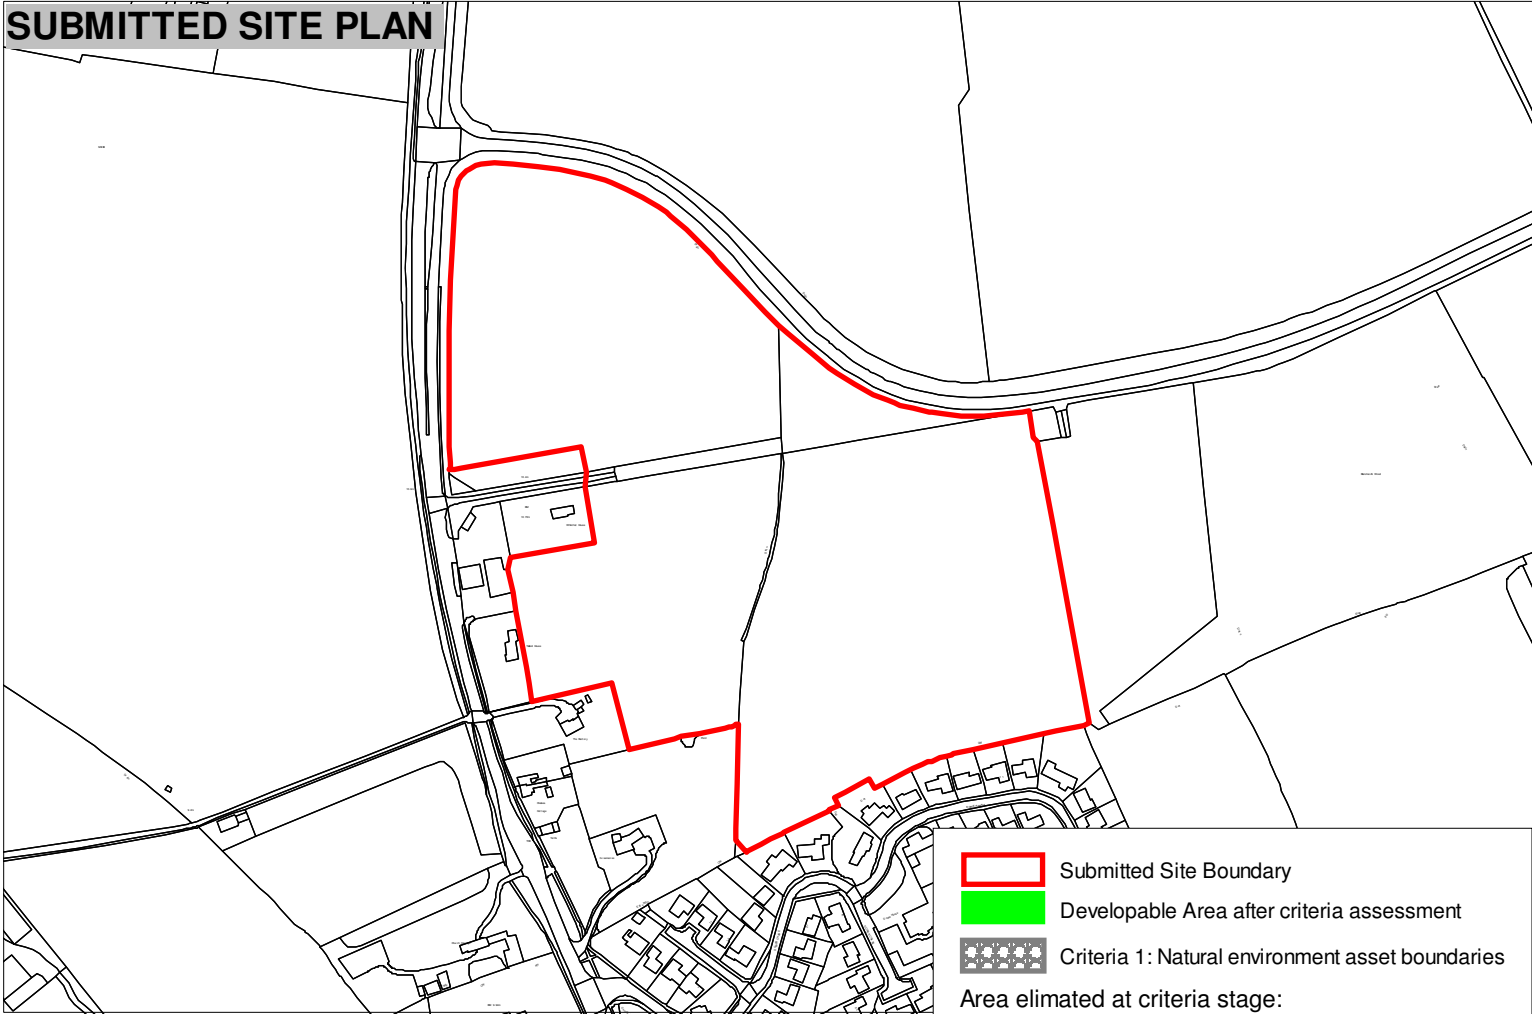 SUBMITTED SITE PLAN
Submitted Site Boundary
Developable Area after criteria assessment
Criteria 1: Natural environment asset boundaries
Area elimated at criteria stage: